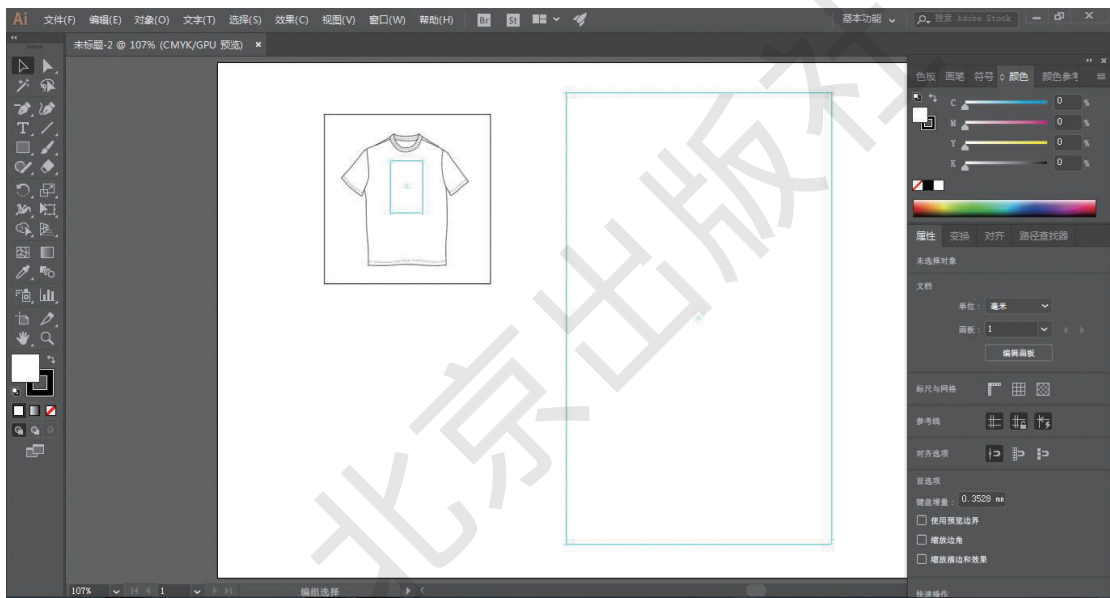 Ai 文件(F) 编辑(E) 对象(O) 文字(T) 选择(S) 效果(C) 视图(V) 窗口(W) 帮助(H) Br St 基本功能 搜索 Adobe Stock
未标题-2 @ 107% (CMYK/GPU 预览) ×
色板 画笔 符号 颜色 颜色参考
C 0 %
M 0 %
Y 0 %
K 0 %
属性 变换 对齐 路径查找器
未选择对象
文档
单位: 毫米
画板: 1
编辑画板
标尺与网格
参考线
对齐选项
首选项
键盘增量: 0.3528 mm
使用预览边界
缩放边角
缩放描边和效果
快速操作
107% 1 编组选择
北京出版社